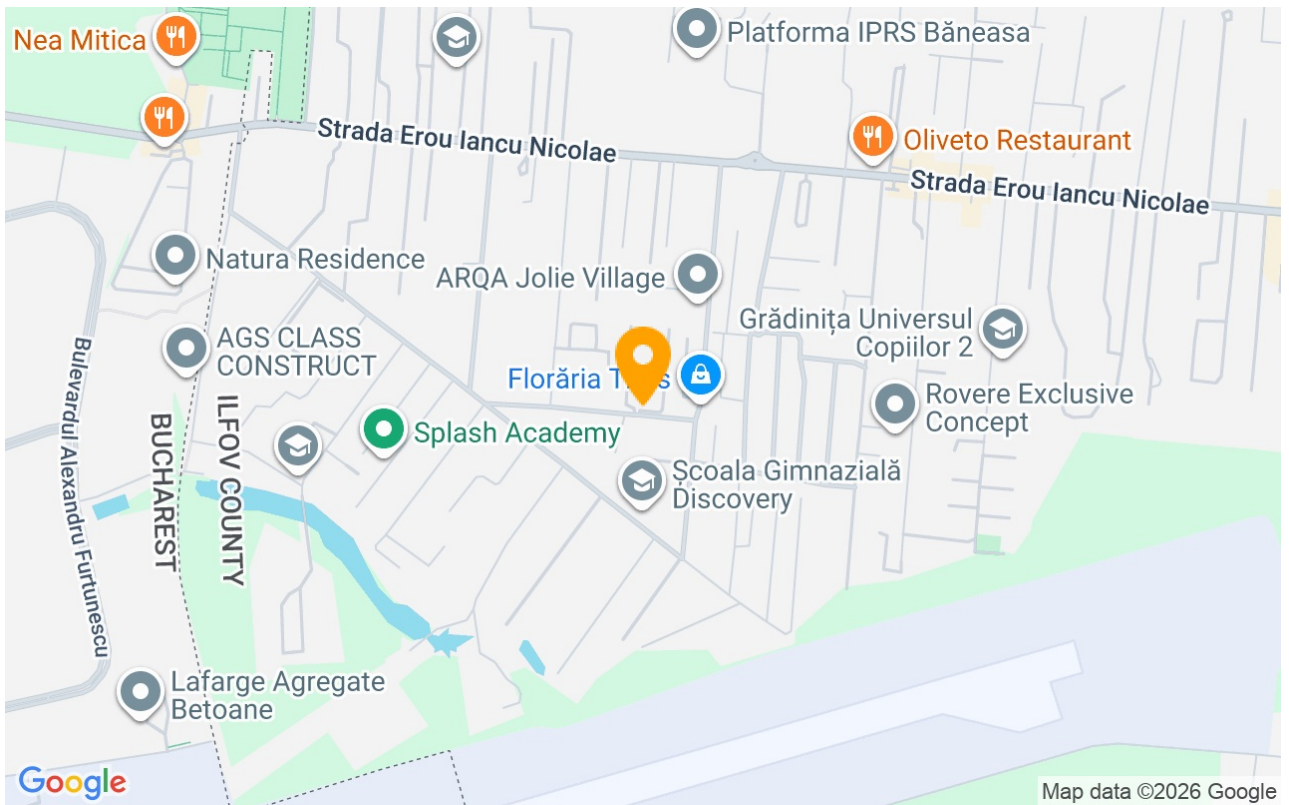 Nea Mitica
Platforma IPRS Băneasa
Strada Erou Iancu Nicolae
Oliveto Restaurant
Strada Erou Iancu Nicolae
Natura Residence
ARQA Jolie Village
Grădinița Universul
Copiilor 2
AGS CLASS
CONSTRUCT
Florăria
Rovere Exclusive
Concept
Splash Academy
Școala Gimnazială
Discovery
Bulevardul Alexandru Furtunescu
BUCHAREST
ILFOV COUNTY
Lafarge Agregate
Betoane
Google
Map data ©2026 Google